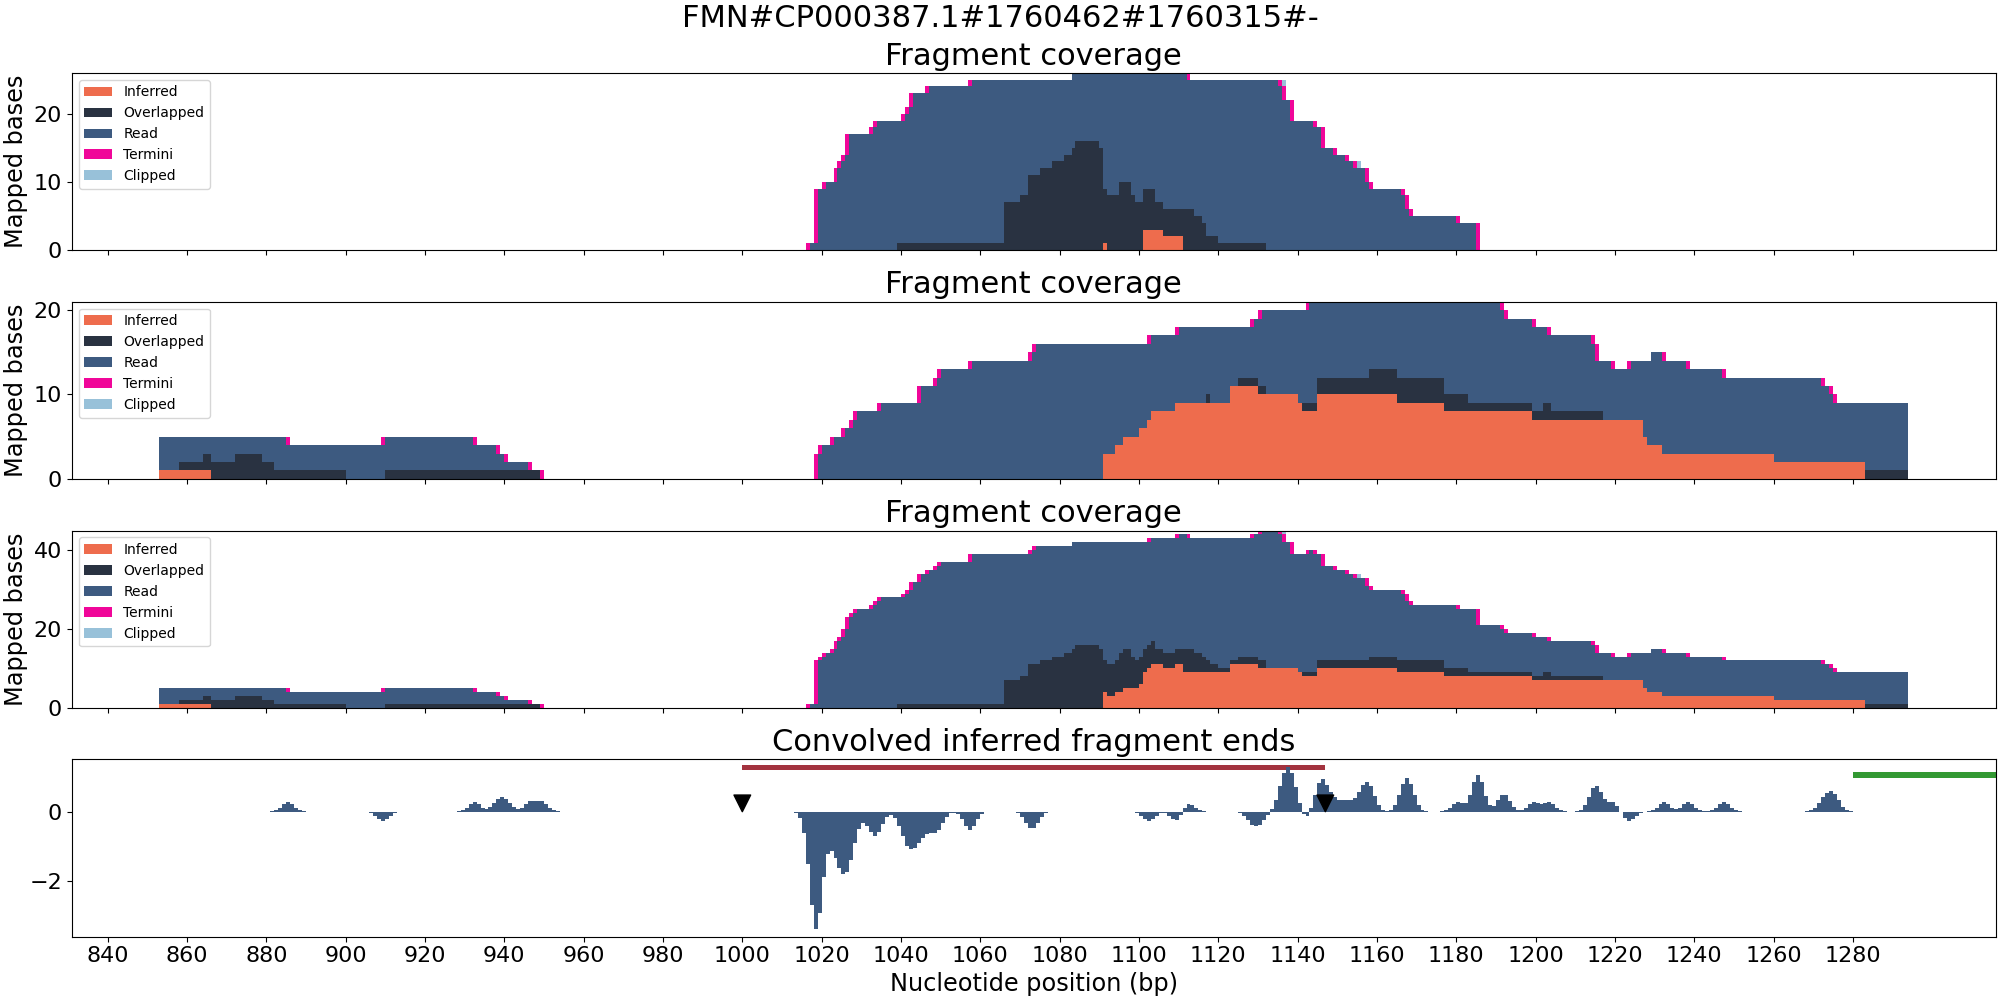 FMN#CP000387.1#1760462#1760315#-
Fragment coverage
Mapped bases
20
10
0
Inferred
Overlapped
Read
Termini
Clipped
Fragment coverage
Mapped bases
20
10
0
Inferred
Overlapped
Read
Termini
Clipped
Fragment coverage
Mapped bases
40
20
0
Inferred
Overlapped
Read
Termini
Clipped
Convolved inferred fragment ends
0
−2
840 860 880 900 920 940 960 980 1000 1020 1040 1060 1080 1100 1120 1140 1160 1180 1200 1220 1240 1260 1280
Nucleotide position (bp)